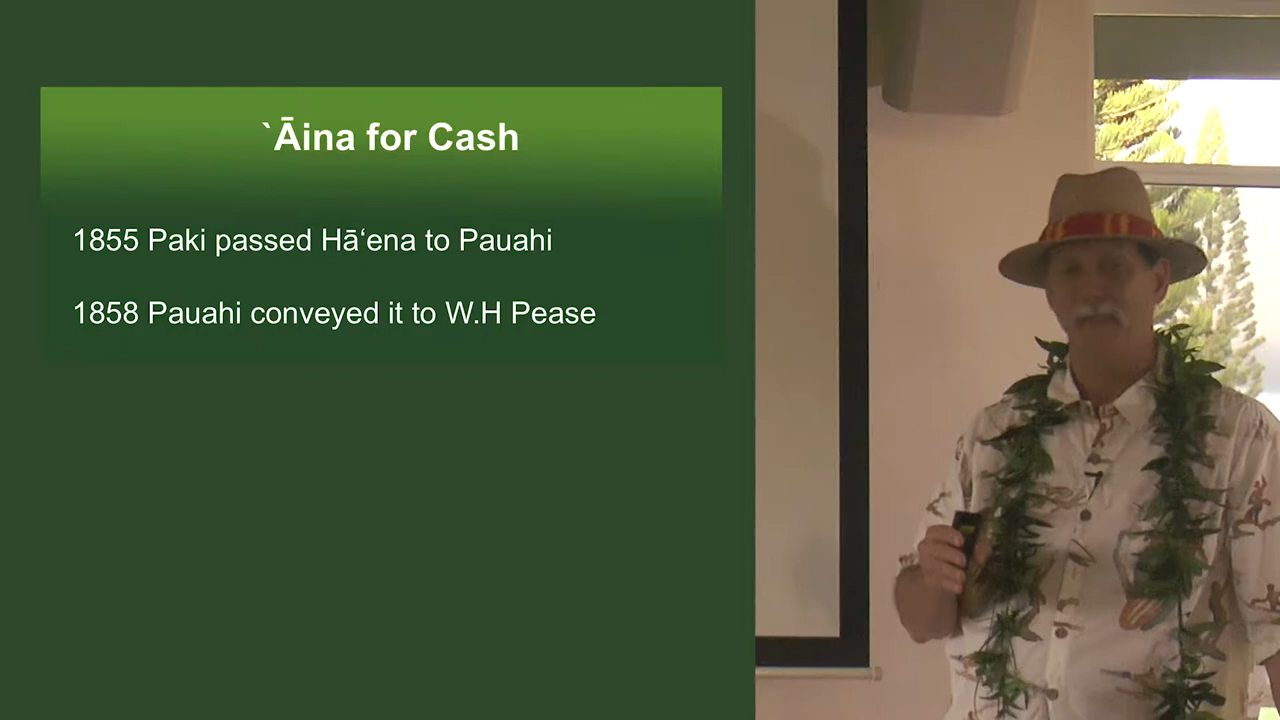 `Āina for Cash
1855 Paki passed Hā‘ena to Pauahi
1858 Pauahi conveyed it to W.H Pease